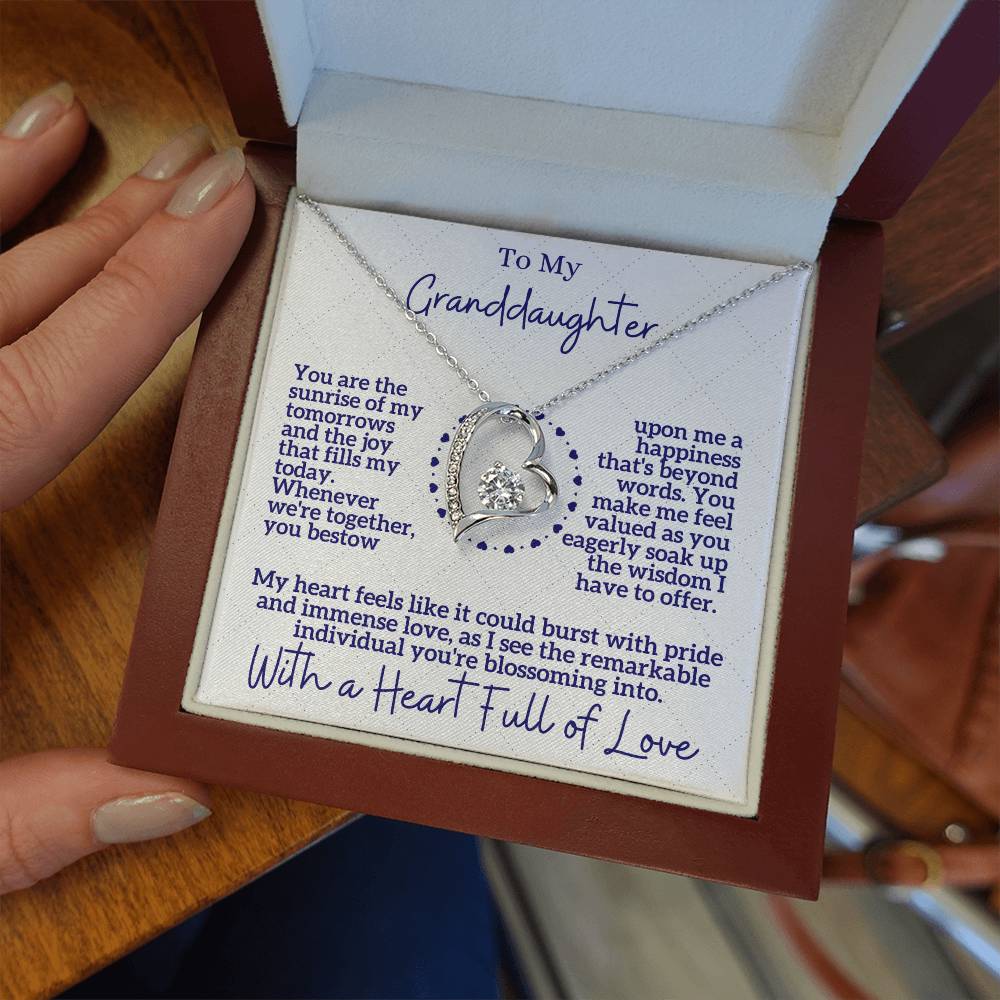 To My
Granddaughter
You are the
sunrise of my
tomorrows
and the joy
that fills my
today.
Whenever
we're together,
you bestow
upon me a
happiness
that's beyond
words. You
make me feel
valued as you
eagerly soak up
the wisdom I
have to offer.
My heart feels like it could burst with pride
and immense love, as I see the remarkable
individual you're blossoming into.
With a Heart Full of Love